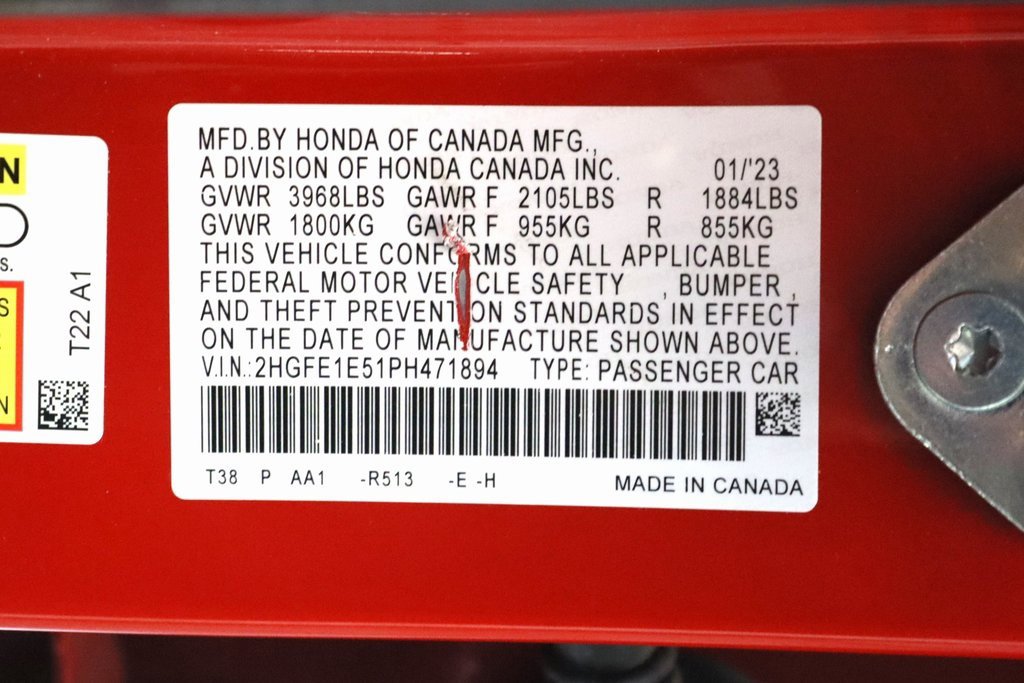 MFD.BY HONDA OF CANADA MFG.,
A DIVISION OF HONDA CANADA INC. 01/'23
GVWR 3968LBS GAWR F 2105LBS R 1884LBS
GVWR 1800KG GAWR F 955KG R 855KG
THIS VEHICLE CONFORMS TO ALL APPLICABLE
FEDERAL MOTOR VEHICLE SAFETY , BUMPER ,
AND THEFT PREVENTION STANDARDS IN EFFECT
ON THE DATE OF MANUFACTURE SHOWN ABOVE.
V.I.N.:2HGFE1E51PH471894 TYPE: PASSENGER CAR
T38 P AA1 -R513 -E -H MADE IN CANADA
T22 A1